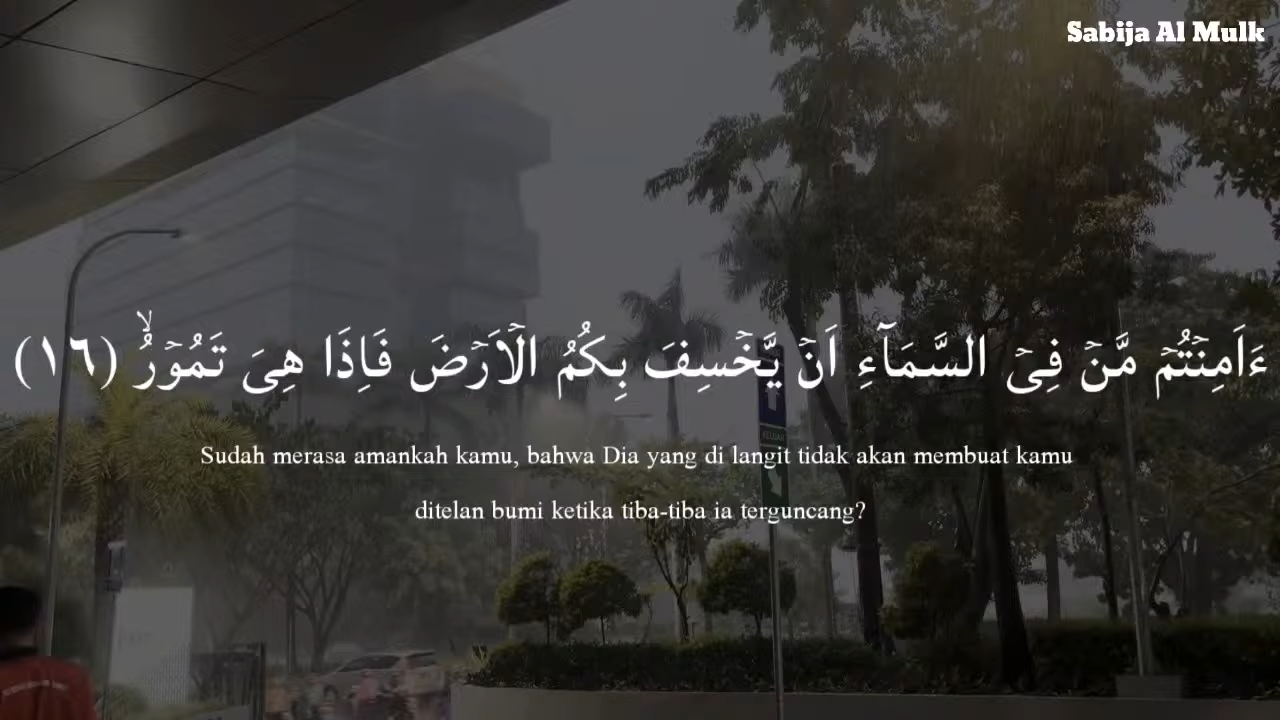 Sabija Al Mulk
ءَاَمِنۡتُمۡ مَّنۡ فِىۡ السَّمَآءِ اَنۡ يَّخۡسِفَ بِكُمُ الۡاَرۡضَ فَاِذَا هِىَ تَمُوۡرُۙ (١٦)
Sudah merasa amankah kamu, bahwa Dia yang di langit tidak akan membuat kamu
ditelan bumi ketika tiba-tiba ia terguncang?